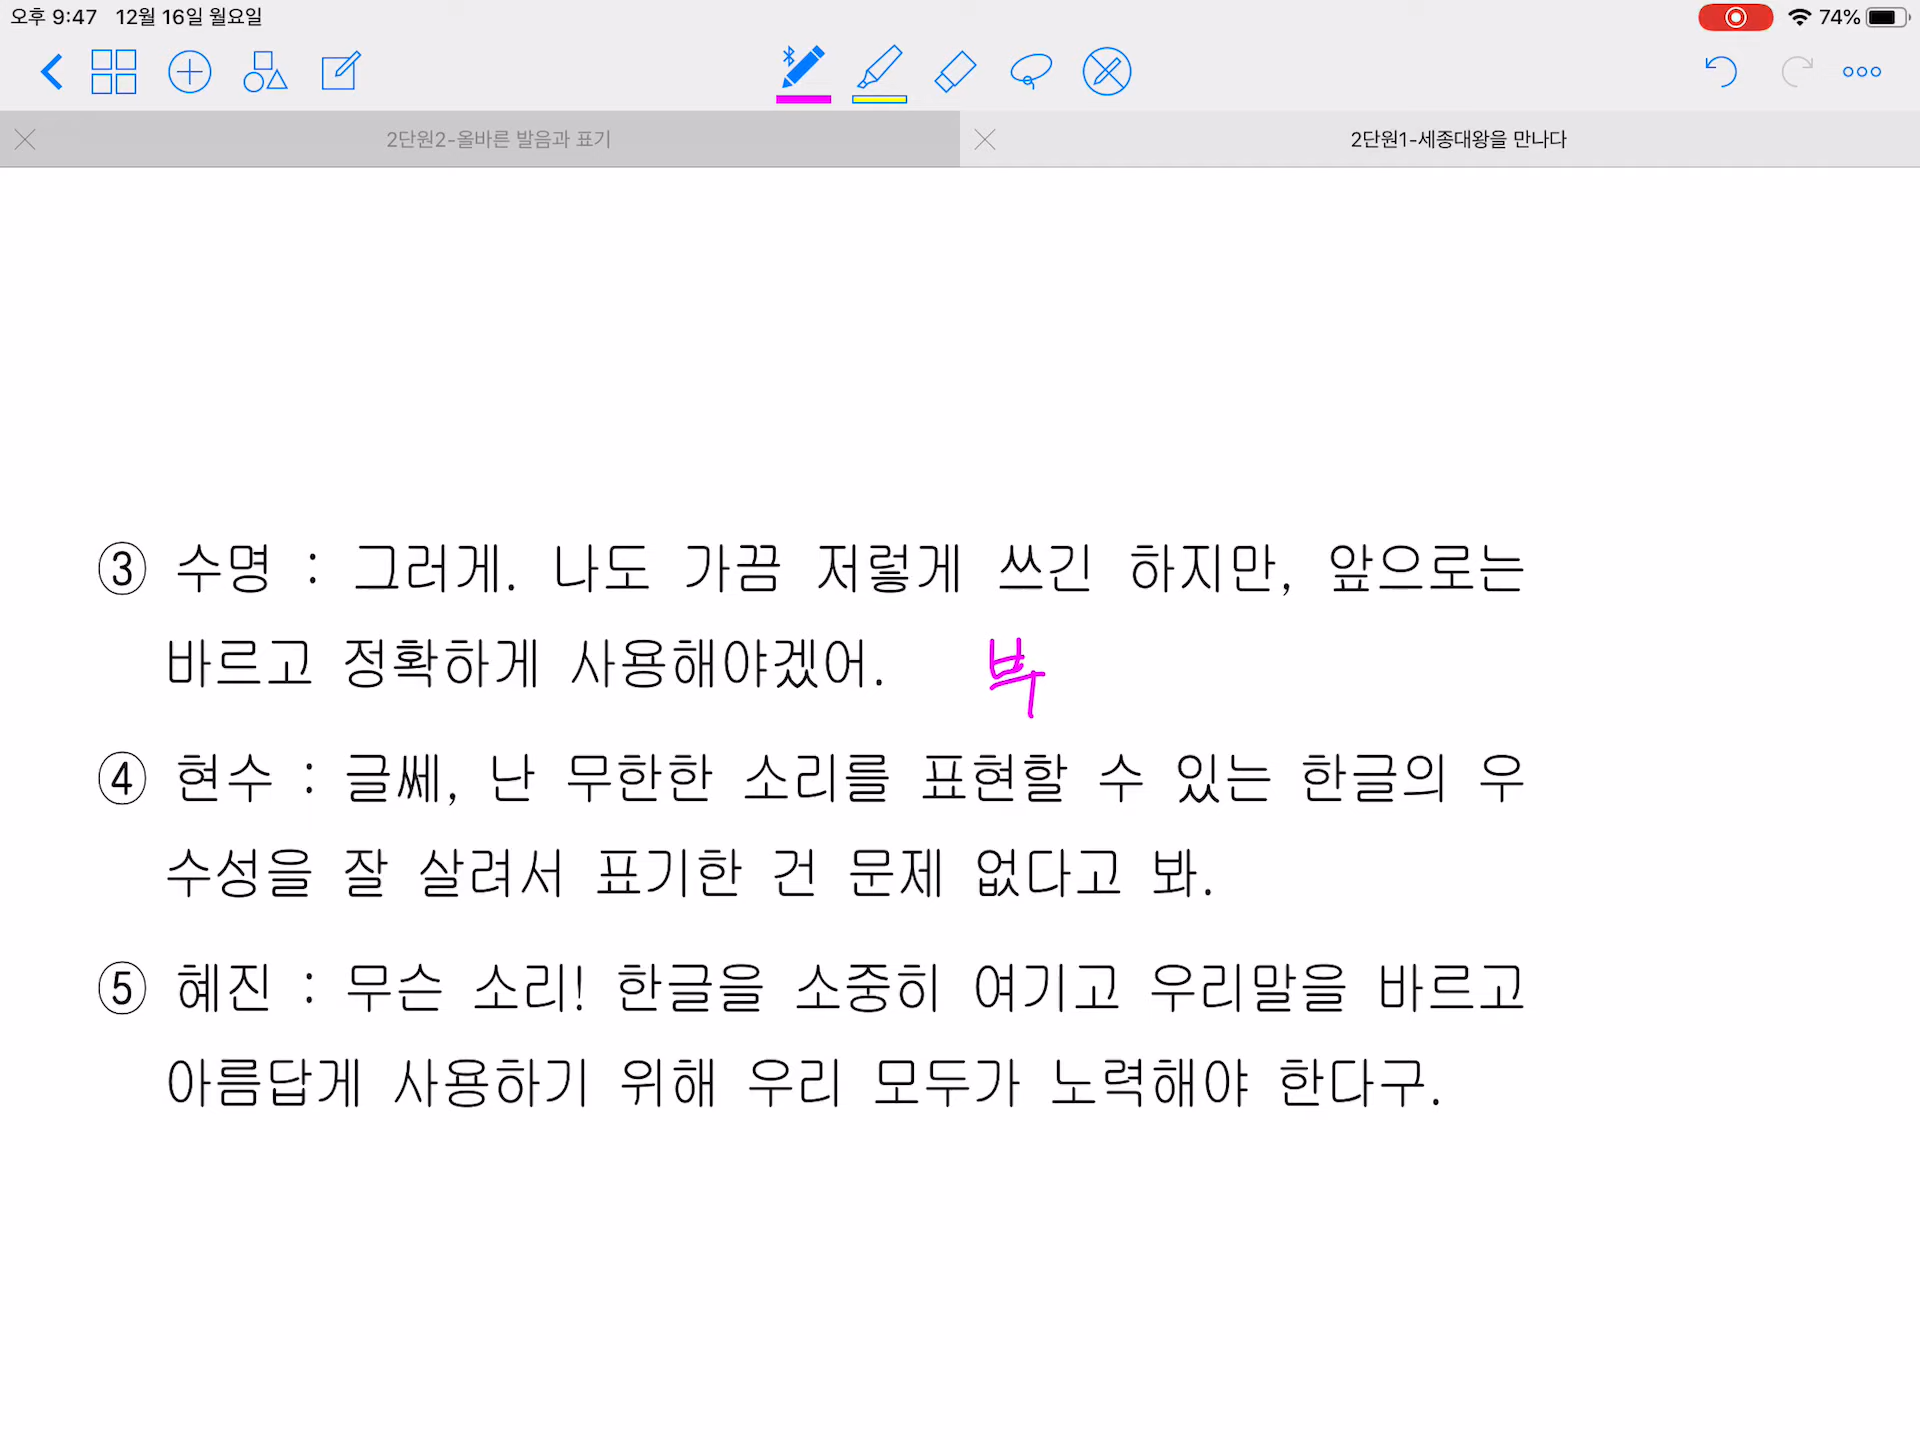 오후 9:47 12월 16일 월요일 74%
2단원2-올바른 발음과 표기 2단원1-세종대왕을 만나다
③ 수명 : 그러게. 나도 가끔 저렇게 쓰긴 하지만, 앞으로는
바르고 정확하게 사용해야겠어. 부
④ 현수 : 글쎄, 난 무한한 소리를 표현할 수 있는 한글의 우
수성을 잘 살려서 표기한 건 문제 없다고 봐.
⑤ 혜진 : 무슨 소리! 한글을 소중히 여기고 우리말을 바르고
아름답게 사용하기 위해 우리 모두가 노력해야 한다구.